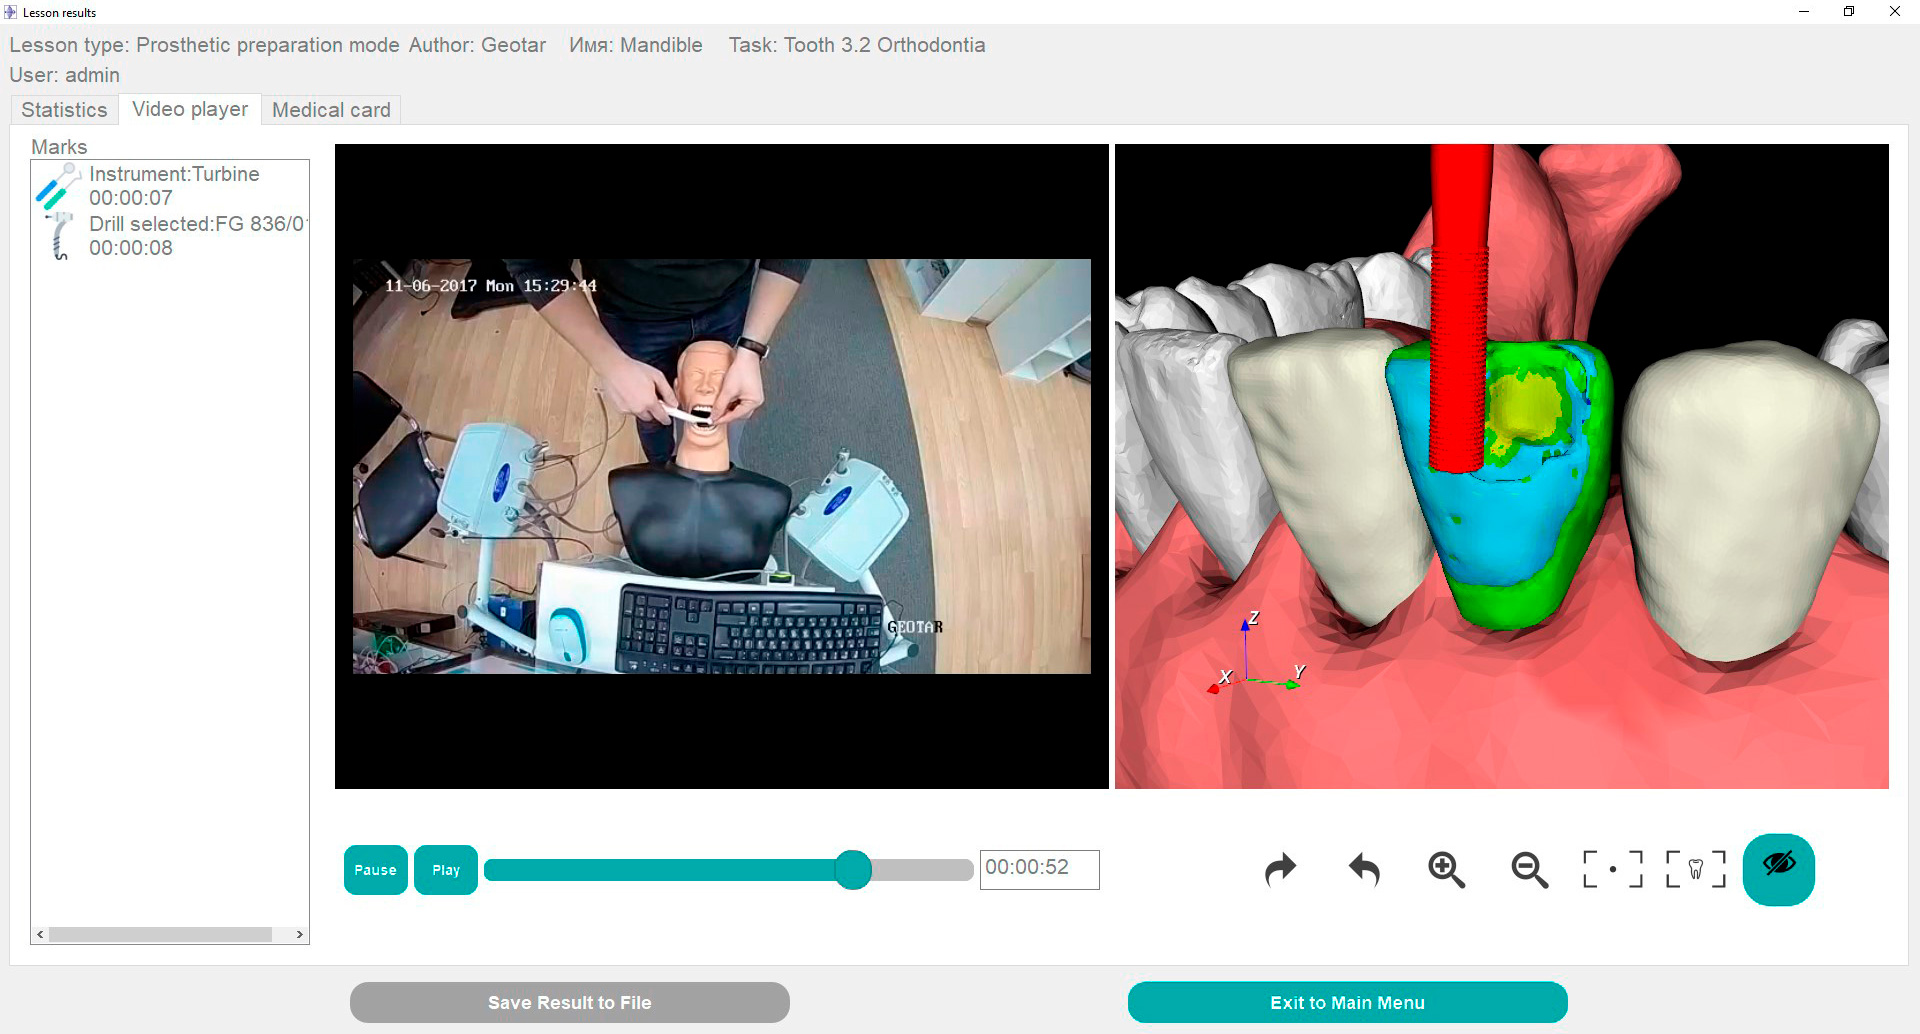 Lesson results
Lesson type: Prosthetic preparation mode Author: Geotar Имя: Mandible Task: Tooth 3.2 Orthodontia
User: admin
Statistics Video player Medical card
Marks
Instrument:Turbine
00:00:07
Drill selected:FG 836/0
00:00:08
11-06-2017 Mon 15:29:44
GEOTAR
Z
X Y
Pause Play 00:00:52
Save Result to File Exit to Main Menu